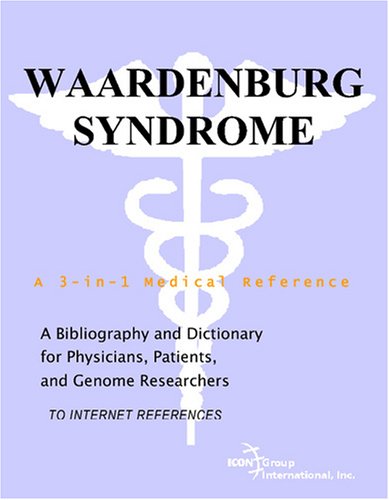 WAARDENBURG
SYNDROME
A 3-in-1 Medical Reference
A Bibliography and Dictionary
for Physicians, Patients,
and Genome Researchers
TO INTERNET REFERENCES
ICON Group
International, Inc.